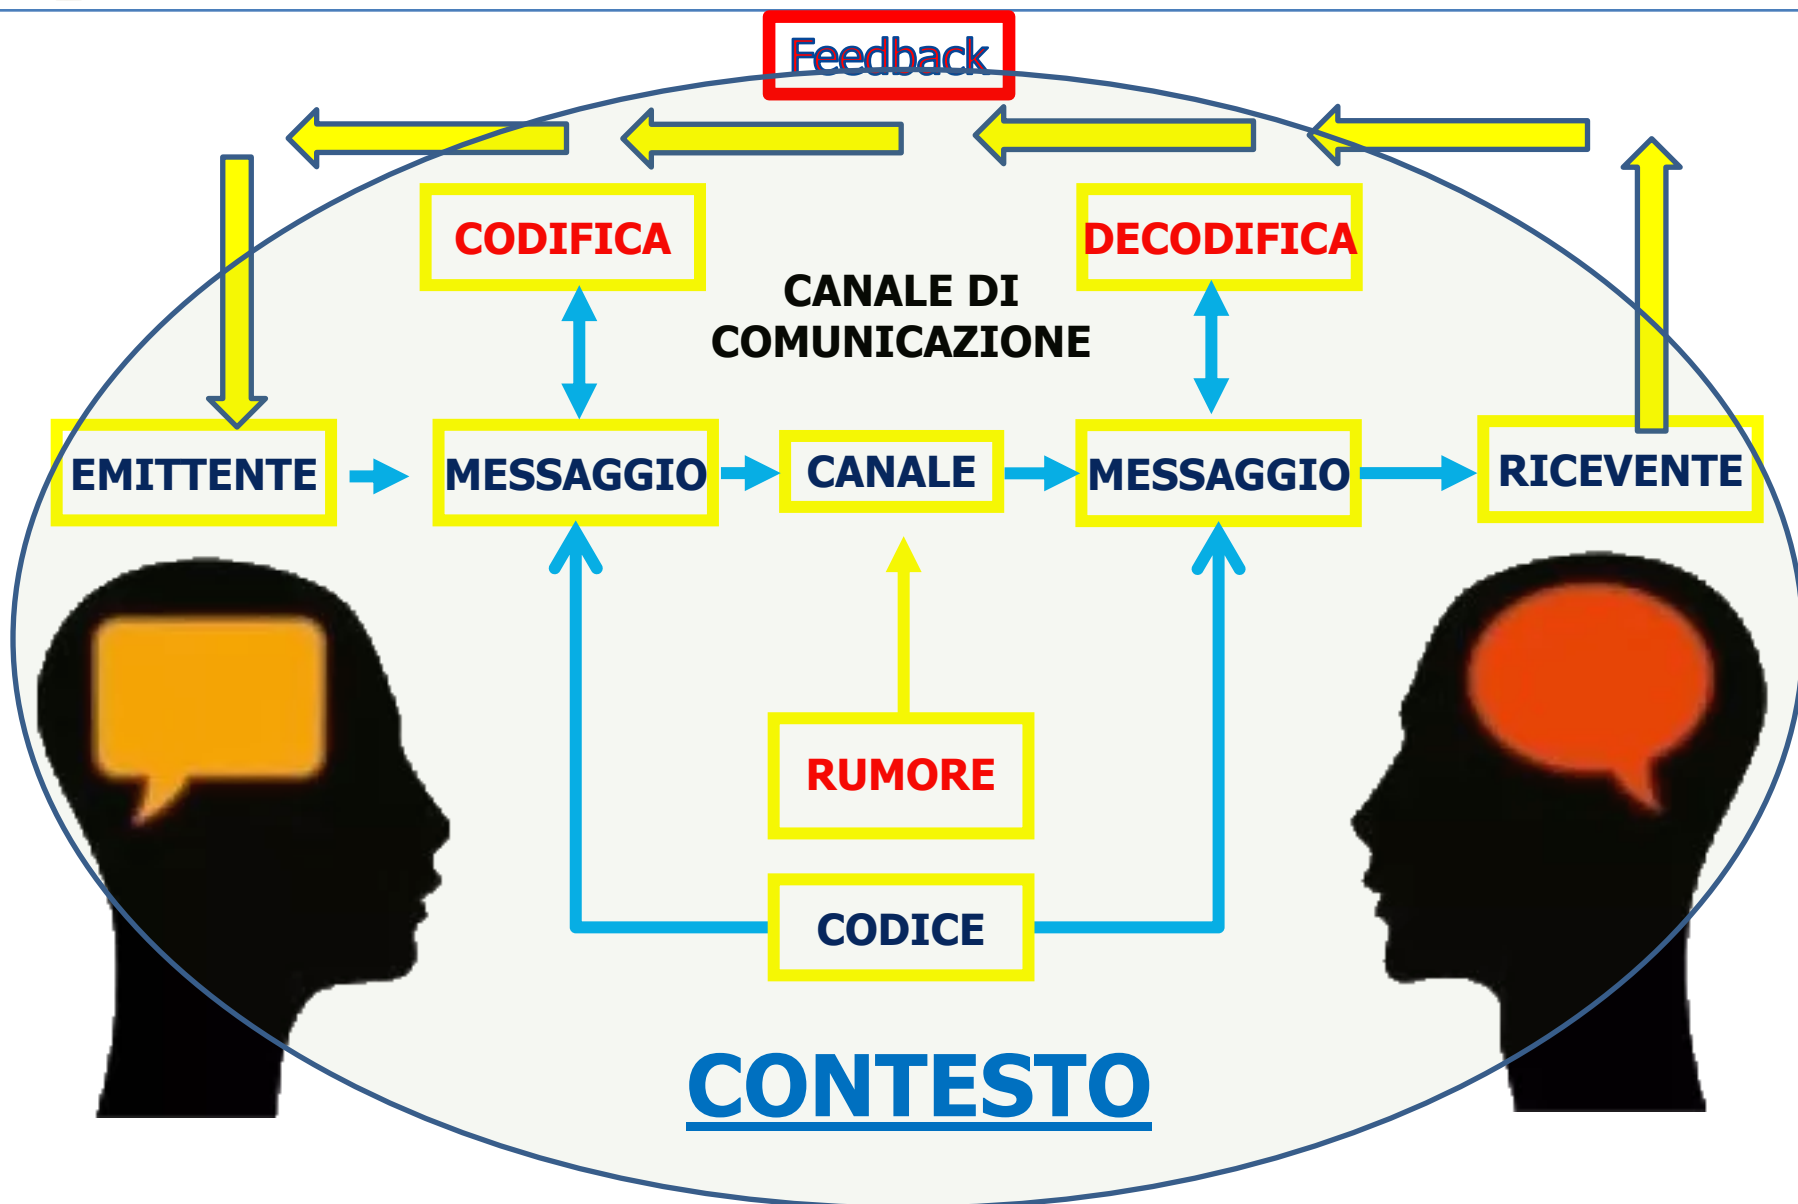 Feedback
CODIFICA
DECODIFICA
CANALE DI
COMUNICAZIONE
EMITTENTE
MESSAGGIO
CANALE
MESSAGGIO
RICEVENTE
RUMORE
CODICE
CONTESTO